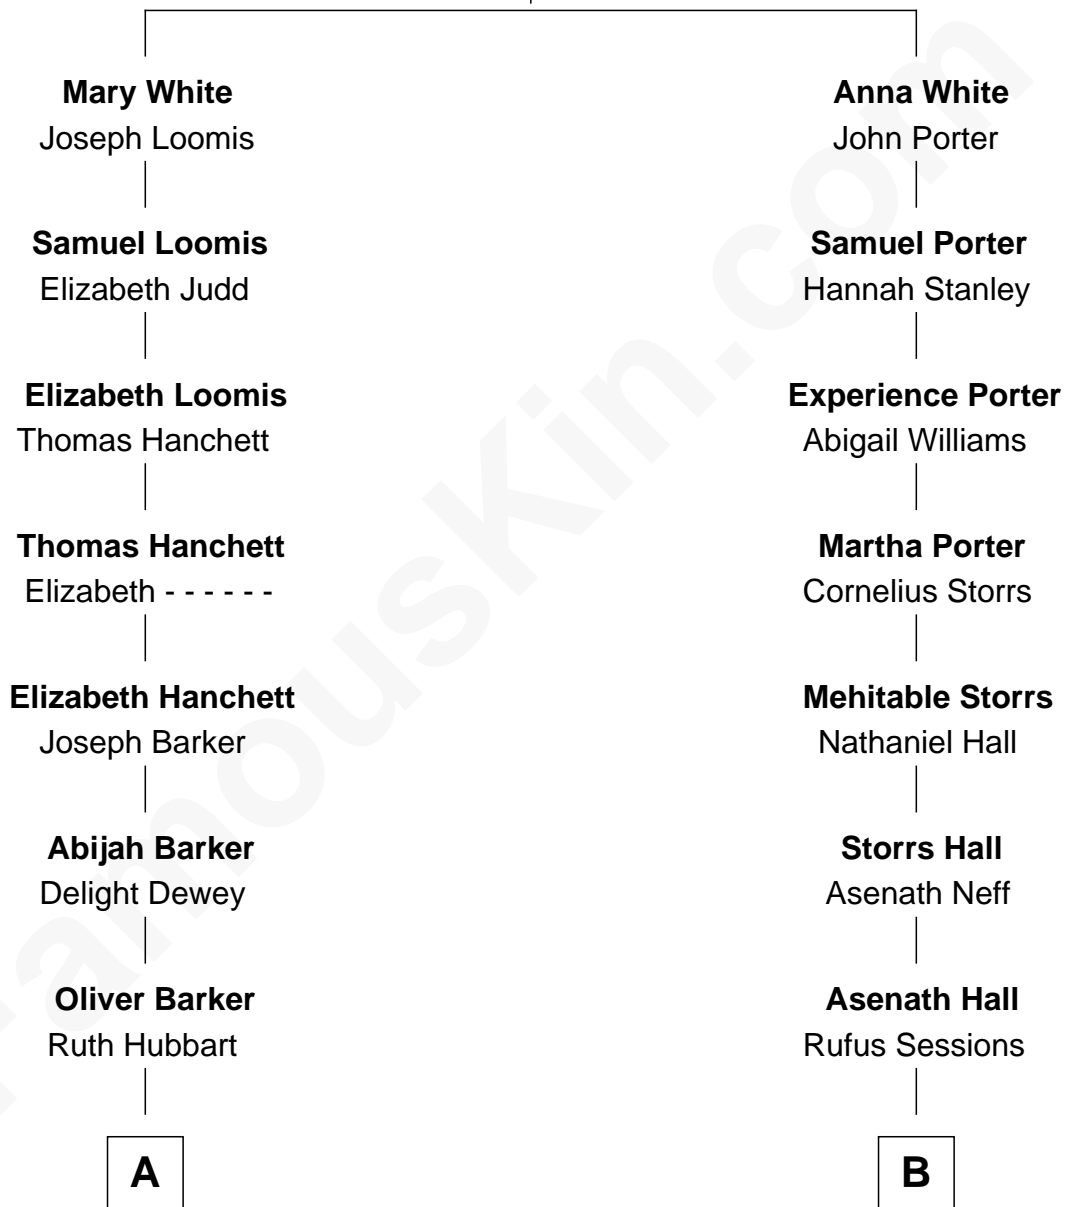 Mary White
Joseph Loomis
Samuel Loomis
Elizabeth Judd
Elizabeth Loomis
Thomas Hanchett
Thomas Hanchett
Elizabeth - - - - - -
Elizabeth Hanchett
Joseph Barker
Abijah Barker
Delight Dewey
Oliver Barker
Ruth Hubbart
A
Anna White
John Porter
Samuel Porter
Hannah Stanley
Experience Porter
Abigail Williams
Martha Porter
Cornelius Storrs
Mehitable Storrs
Nathaniel Hall
Storrs Hall
Asenath Neff
Asenath Hall
Rufus Sessions
B
FamousKin.com